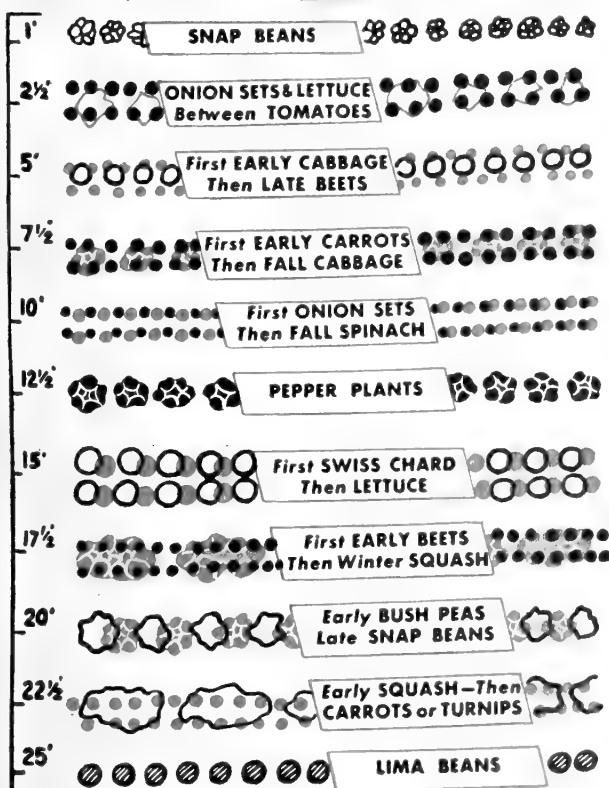 1'
SNAP BEANS
2½'
ONION SETS & LETTUCE
Between TOMATOES
5'
First EARLY CABBAGE
Then LATE BEETS
7½'
First EARLY CARROTS
Then FALL CABBAGE
10'
First ONION SETS
Then FALL SPINACH
12½'
PEPPER PLANTS
15'
First SWISS CHARD
Then LETTUCE
17½'
First EARLY BEETS
Then Winter SQUASH
20'
Early BUSH PEAS
Late SNAP BEANS
22½'
Early SQUASH—Then
CARROTS or TURNIPS
25'
LIMA BEANS